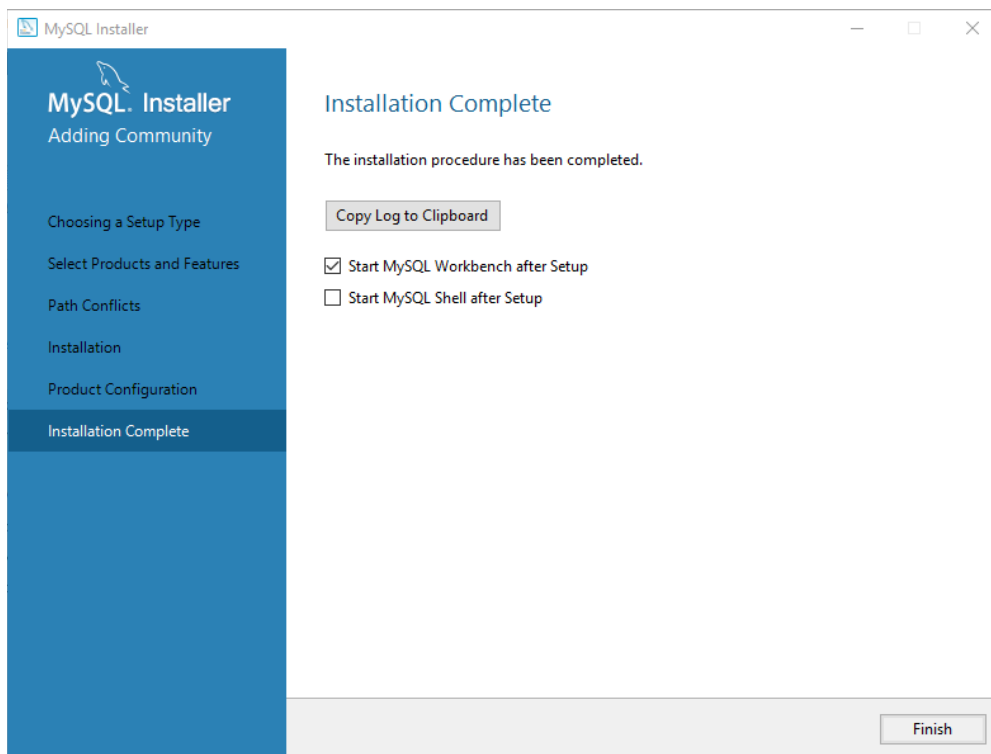 MySQL Installer
MySQL. Installer
Adding Community
Choosing a Setup Type
Select Products and Features
Path Conflicts
Installation
Product Configuration
Installation Complete
Installation Complete
The installation procedure has been completed.
Copy Log to Clipboard
Start MySQL Workbench after Setup
Start MySQL Shell after Setup
Finish